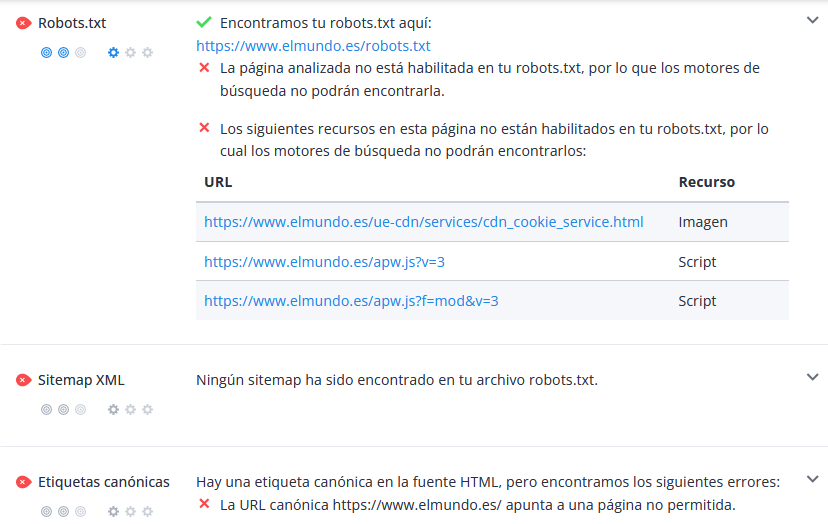 Robots.txt
Encontramos tu robots.txt aquí:
https://www.elmundo.es/robots.txt
La página analizada no está habilitada en tu robots.txt, por lo que los motores de
búsqueda no podrán encontrarla.
Los siguientes recursos en esta página no están habilitados en tu robots.txt, por lo
cual los motores de búsqueda no podrán encontrarlos:
URL Recurso
https://www.elmundo.es/ue-cdn/services/cdn_cookie_service.html Imagen
https://www.elmundo.es/apw.js?v=3 Script
https://www.elmundo.es/apw.js?f=mod&v=3 Script
Sitemap XML
Ningún sitemap ha sido encontrado en tu archivo robots.txt.
Etiquetas canónicas
Hay una etiqueta canónica en la fuente HTML, pero encontramos los siguientes errores:
La URL canónica https://www.elmundo.es/ apunta a una página no permitida.